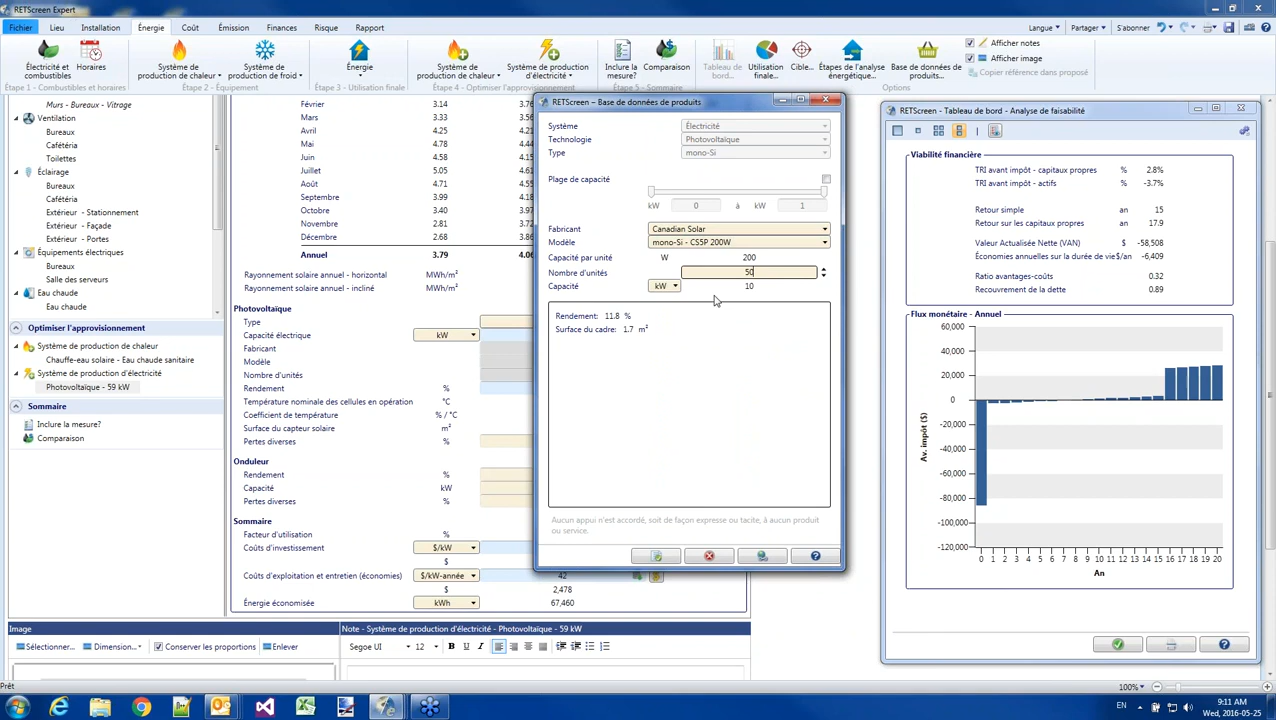 RETScreen Expert
Fichier Lieu Installation Énergie Coût Émission Finances Risque Rapport
Langue Partager S'abonner
Électricité et combustibles
Horaires
Système de production de chaleur
Système de production de froid
Énergie
Système de production de chaleur
Système de production d'électricité
Inclure la mesure?
Comparaison
Tableau de bord...
Utilisation finale...
Cible...
Étapes de l'analyse énergétique...
Base de données de produits...
Afficher notes
Afficher image
Copier référence dans proposé
Étape 1 - Combustibles et horaires
Étape 2 - Équipement
Étape 3 - Utilisation finale
Étape 4 - Optimiser l'approvisionnement
Étape 5 - Sommaire
Options
Murs - Bureaux - Vitrage
Ventilation
Bureaux
Cafétéria
Toilettes
Éclairage
Bureaux
Cafétéria
Extérieur - Stationnement
Extérieur - Façade
Extérieur - Portes
Équipements électriques
Bureaux
Salle des serveurs
Eau chaude
Eau chaude
Optimiser l'approvisionnement
Système de production de chaleur
Chauffe-eau solaire - Eau chaude sanitaire
Système de production d'électricité
Photovoltaïque - 59 kW
Sommaire
Inclure la mesure?
Comparaison
Février 3.14 3.76
Mars 3.93
Avril 4.25
Mai 4.78
Juin 4.58
Juillet 5.05
Août 4.71
Septembre 3.99
Octobre 3.40
Novembre 2.81
Décembre 2.68
Annuel 3.79
Rayonnement solaire annuel - horizontal MWh/m²
Rayonnement solaire annuel - incliné MWh/m²
Photovoltaïque
Type
Capacité électrique kW
Fabricant
Modèle
Nombre d'unités
Rendement %
Température nominale des cellules en opération °C
Coefficient de température % / °C
Surface du capteur solaire m²
Pertes diverses %
Onduleur
Rendement %
Capacité kW
Pertes diverses %
Sommaire
Facteur d'utilisation %
Coûts d'investissement $/kW
$
Coûts d'exploitation et entretien (économies) $/kW-année 42
$ 2,478
Énergie économisée kWh 67,460
RETScreen – Base de données de produits
Système Électricité
Technologie Photovoltaïque
Type mono-Si
Plage de capacité
kW 0 à kW 1
Fabricant Canadian Solar
Modèle mono-Si - CS5P 200W
Capacité par unité W 200
Nombre d'unités 50
Capacité kW 10
Rendement: 11.8 %
Surface du cadre: 1.7 m²
Aucun appui n'est accordé, soit de façon expresse ou tacite, à aucun produit
ou service.
RETScreen - Tableau de bord - Analyse de faisabilité
Viabilité financière
TRI avant impôt - capitaux propres % 2.8%
TRI avant impôt - actifs % -3.7%
Retour simple an 15
Retour sur les capitaux propres an 17.9
Valeur Actualisée Nette (VAN) $ -58,508
Économies annuelles sur la durée de vie $/an -6,409
Ratio avantages-coûts 0.32
Recouvrement de la dette 0.89
Flux monétaire - Annuel
60,000
40,000
20,000
0
-20,000
-40,000
-60,000
-80,000
-100,000
-120,000
Av. impôt ($)
0 1 2 3 4 5 6 7 8 9 10 11 12 13 14 15 16 17 18 19 20
An
Image
Sélectionner... Dimension... Conserver les proportions Enlever
Note - Système de production d'électricité - Photovoltaïque - 59 kW
Segoe UI 12 B I U
Prêt
100%
EN
9:11 AM
Wed, 2016-05-25